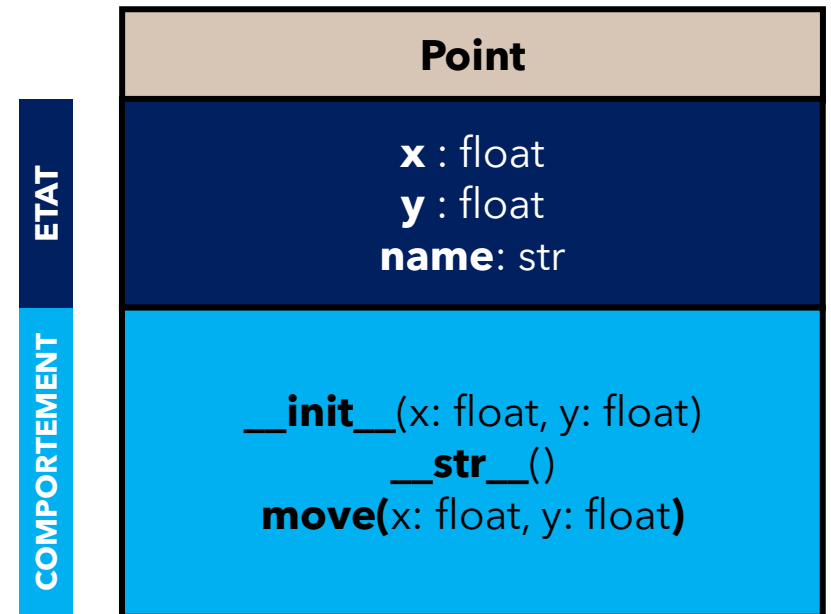 Point
ETAT
x : float
y : float
name: str
COMPORTEMENT
__init__(x: float, y: float)
__str__()
move(x: float, y: float)